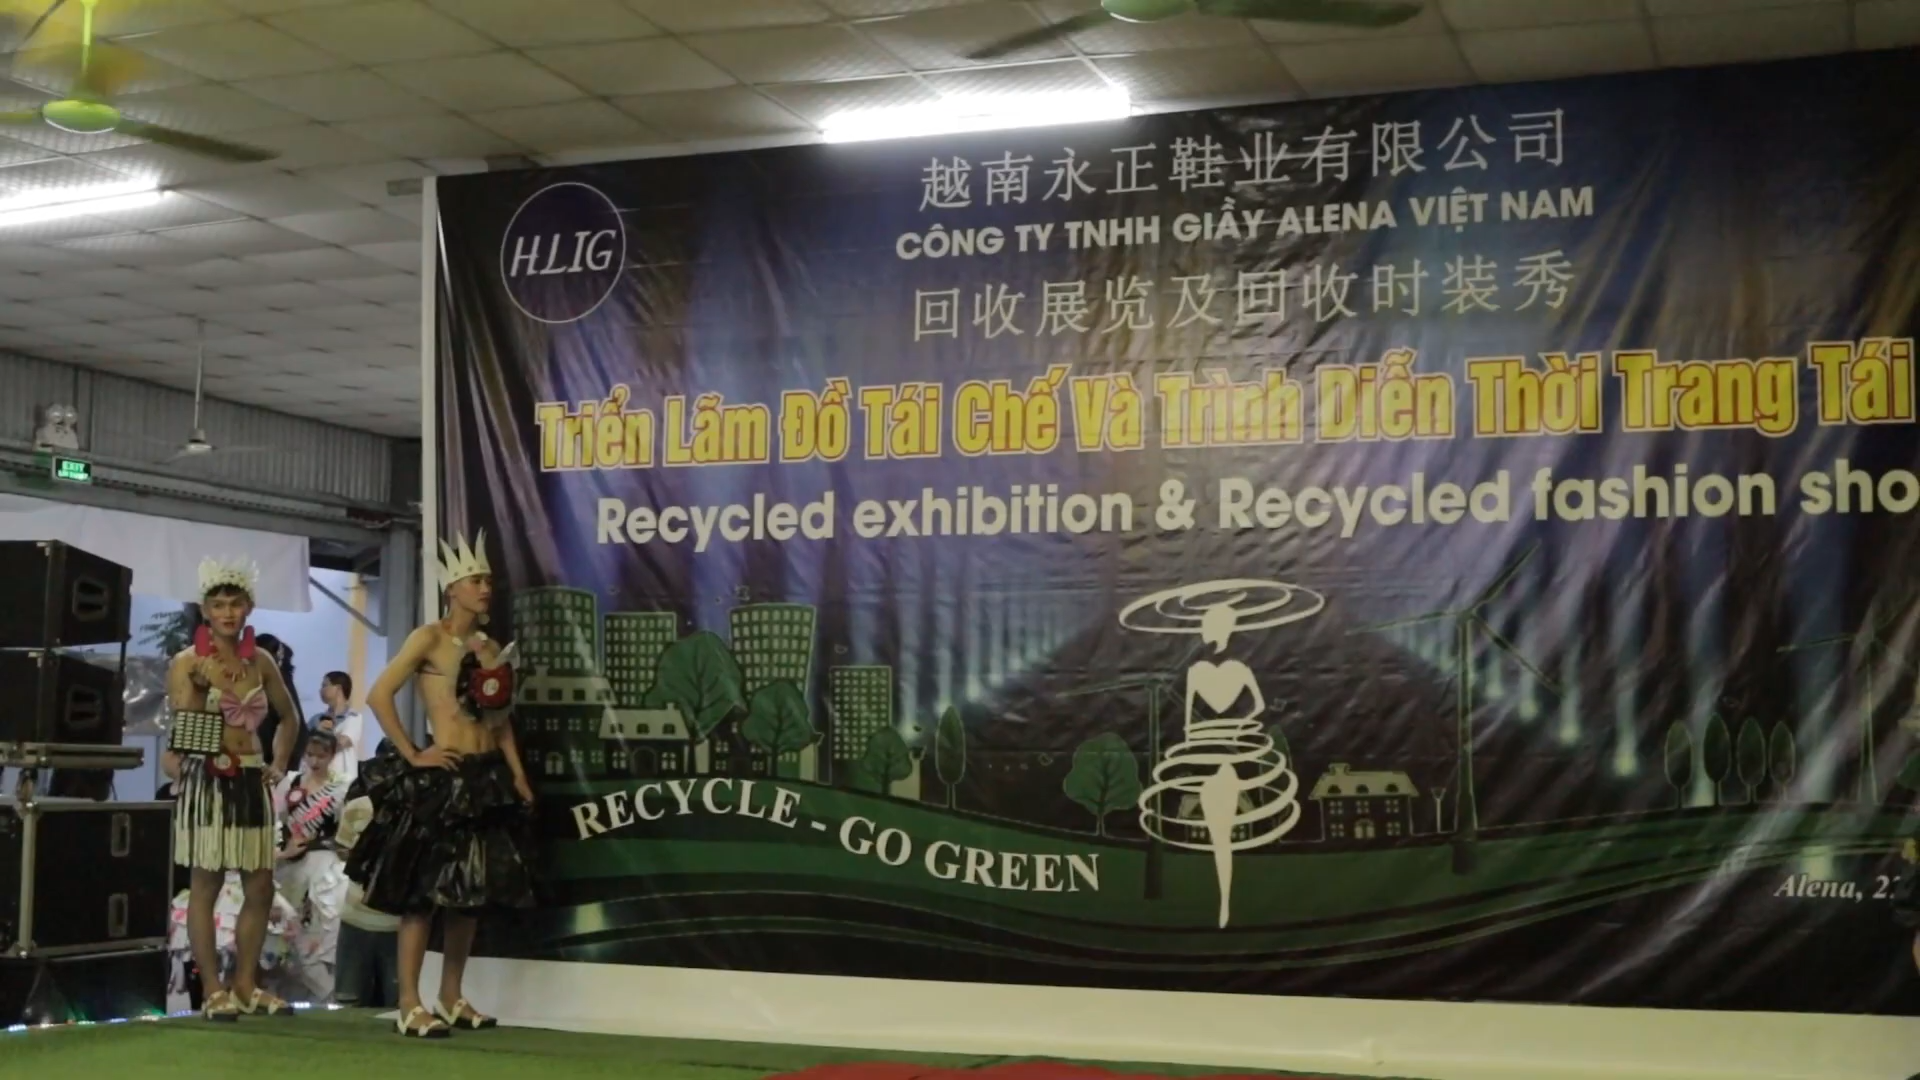 HLIG
越南永正鞋业有限公司
CÔNG TY TNHH GIẦY ALENA VIỆT NAM
回收展览及回收时装秀
Triển Lãm Đồ Tái Chế Và Trình Diễn Thời Trang Tái
Recycled exhibition & Recycled fashion sho
RECYCLE - GO GREEN
Alena, 2
EXIT